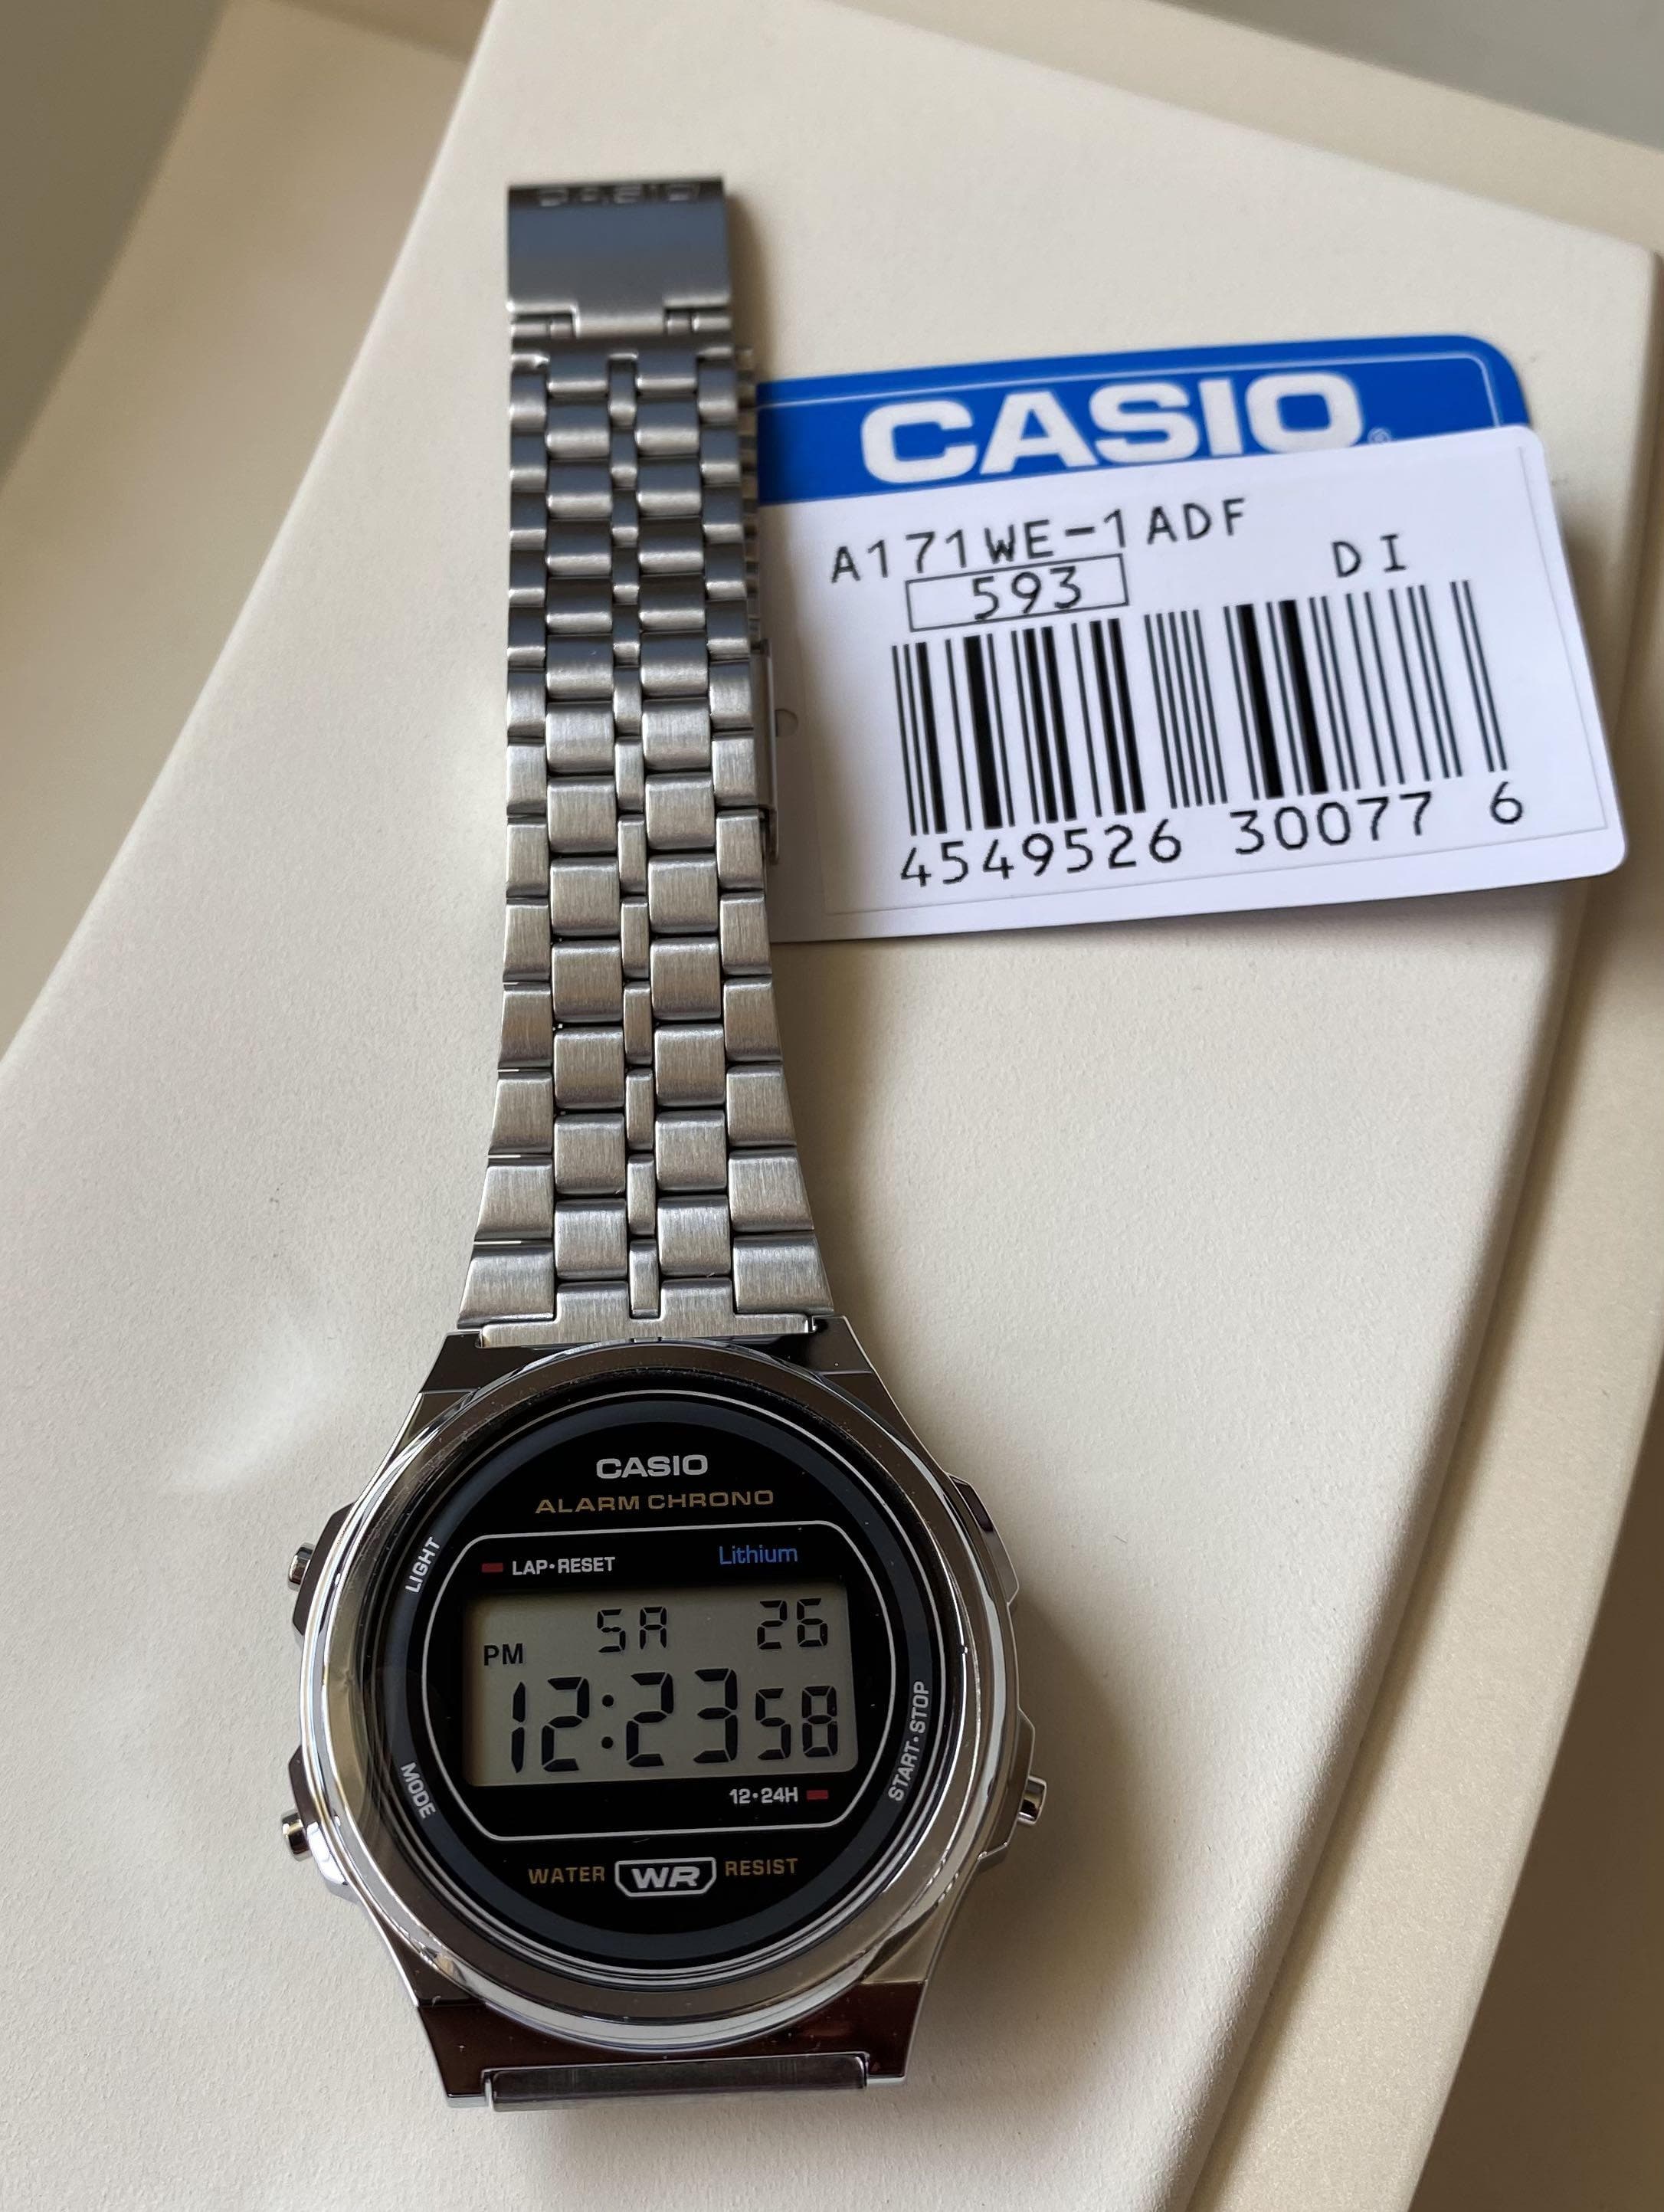 CASIO
CASIO®
A171WE-1ADF
593
DI
4549526 30077 6
CASIO
ALARM CHRONO
LIGHT
LAP•RESET
Lithium
SA 26
PM
12:23 58
MODE
START•STOP
12•24H
WATER WR RESIST